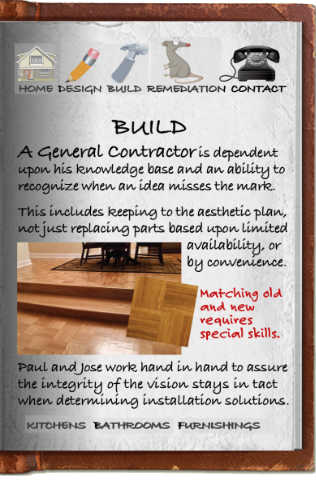 HOME DESIGN BUILD REMEDIATION CONTACT
BUILD
A General Contractor is dependent
upon his knowledge base and an ability to
recognize when an idea misses the mark.
This includes keeping to the aesthetic plan,
not just replacing parts based upon limited
availability, or
by convenience.
Matching old
and new
requires
special skills.
Paul and Jose work hand in hand to assure
the integrity of the vision stays in tact
when determining installation solutions.
KITCHENS BATHROOMS FURNISHINGS